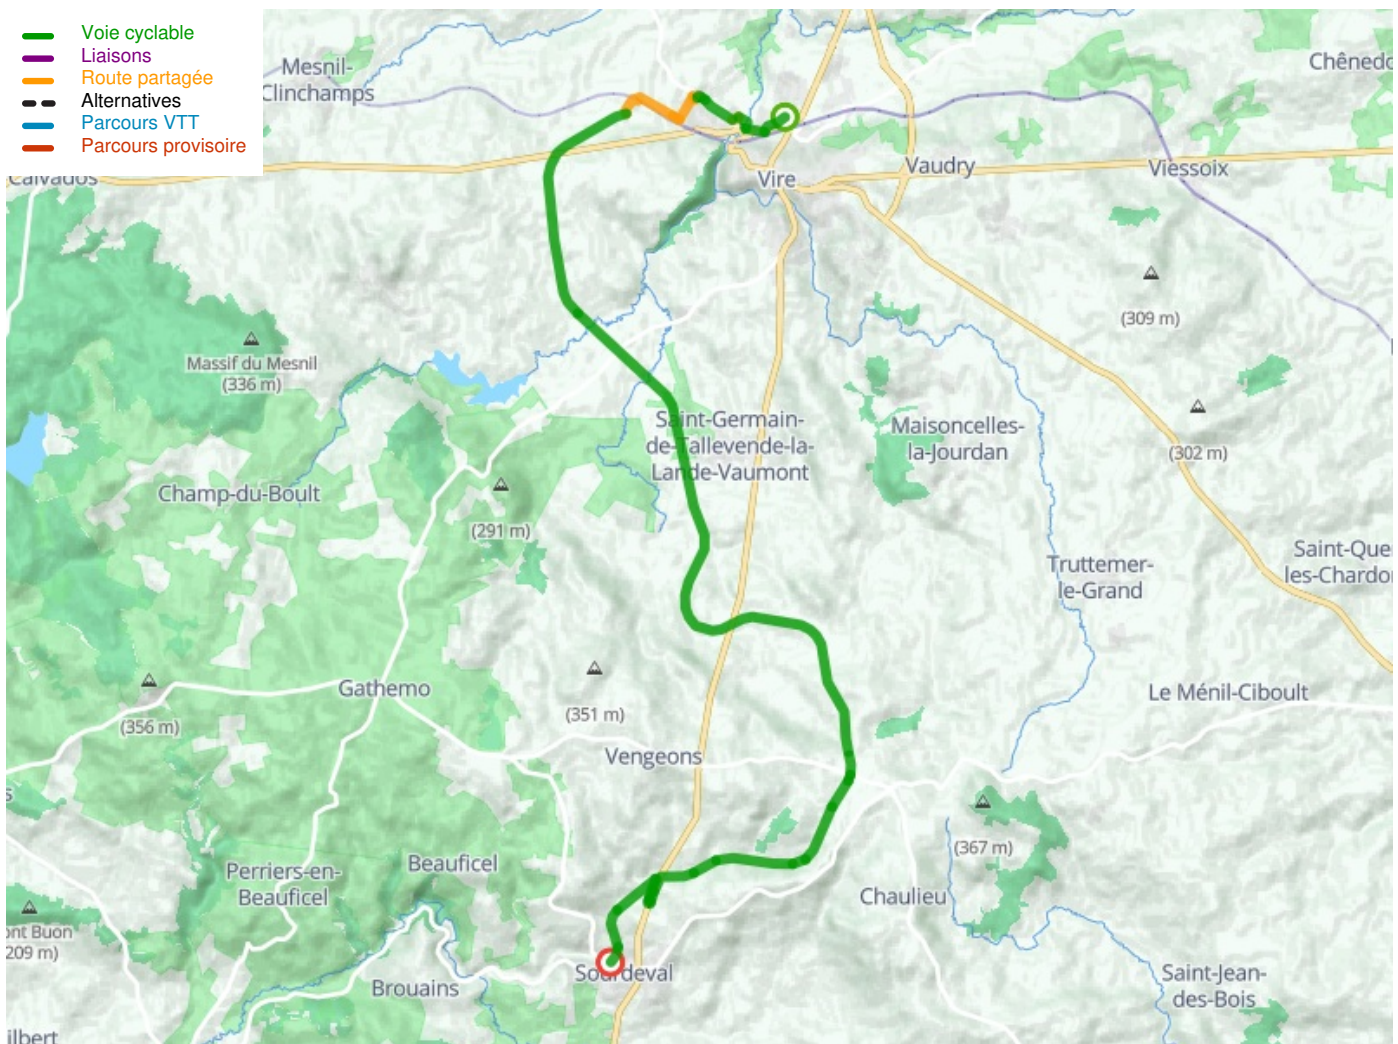 Voie cyclable
Liaisons
Route partagée
Alternatives
Parcours VTT
Parcours provisoire
Mesnil-
Clinchamps
Chênedo
Calvados
Vire
Vaudry
Viessoix
(309 m)
Massif du Mesnil
(336 m)
Saint-Germain-
de-Tallevende-la-
Lande-Vaumont
Maisoncelles-
la-Jourdan
(302 m)
Champ-du-Boult
(291 m)
Saint-Que
les-Chardo
Truttemer-
le-Grand
Gathemo
Le Ménil-Ciboult
(356 m)
(351 m)
Vengeons
s
(367 m)
Beauficel
Perriers-en-
Beauficel
Chaulieu
ont Buon
209 m)
Sourdeval
Brouains
Saint-Jean-
des-Bois
ilbert